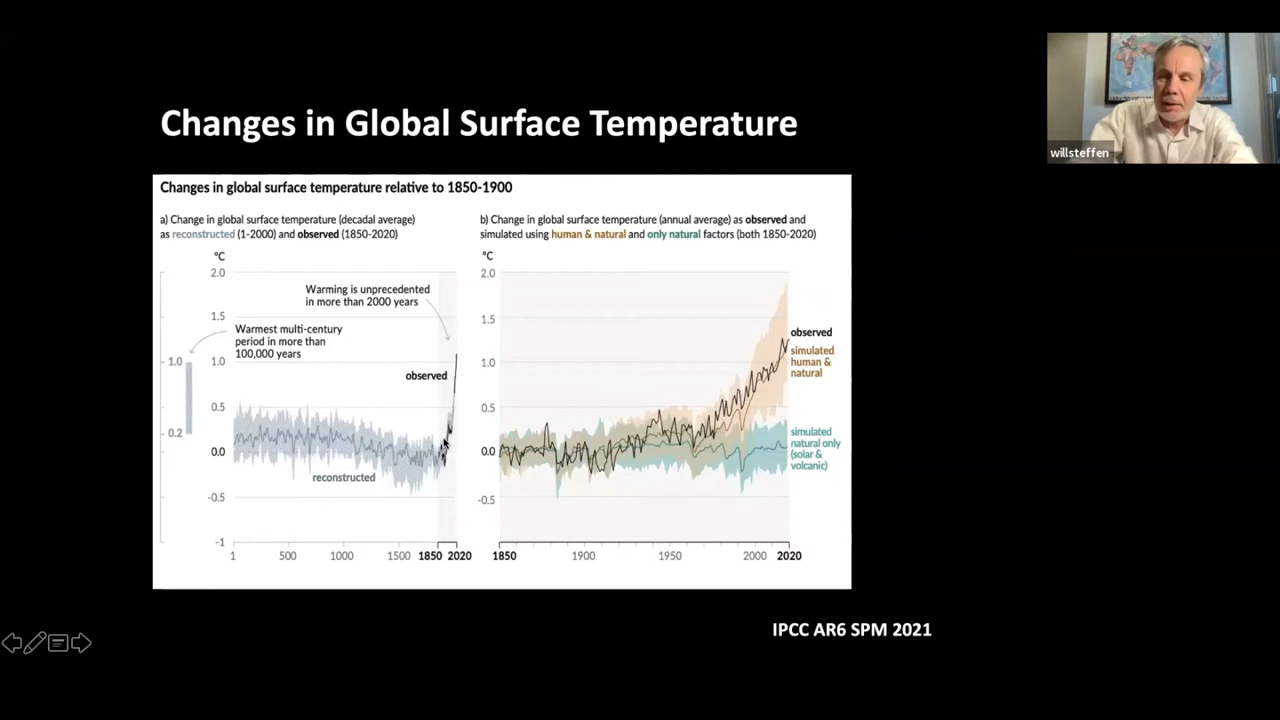 Changes in Global Surface Temperature
willsteffen
Changes in global surface temperature relative to 1850-1900
a) Change in global surface temperature (decadal average)
as reconstructed (1-2000) and observed (1850-2020)
°C
2.0
1.5
1.0
0.5
0.0
-0.5
-1
1.0
0.2
Warming is unprecedented
in more than 2000 years
Warmest multi-century
period in more than
100,000 years
observed
reconstructed
1 500 1000 1500 1850 2020
b) Change in global surface temperature (annual average) as observed and
simulated using human & natural and only natural factors (both 1850-2020)
°C
2.0
1.5
1.0
0.5
0.0
-0.5
observed
simulated
human &
natural
simulated
natural only
(solar &
volcanic)
1850 1900 1950 2000 2020
IPCC AR6 SPM 2021